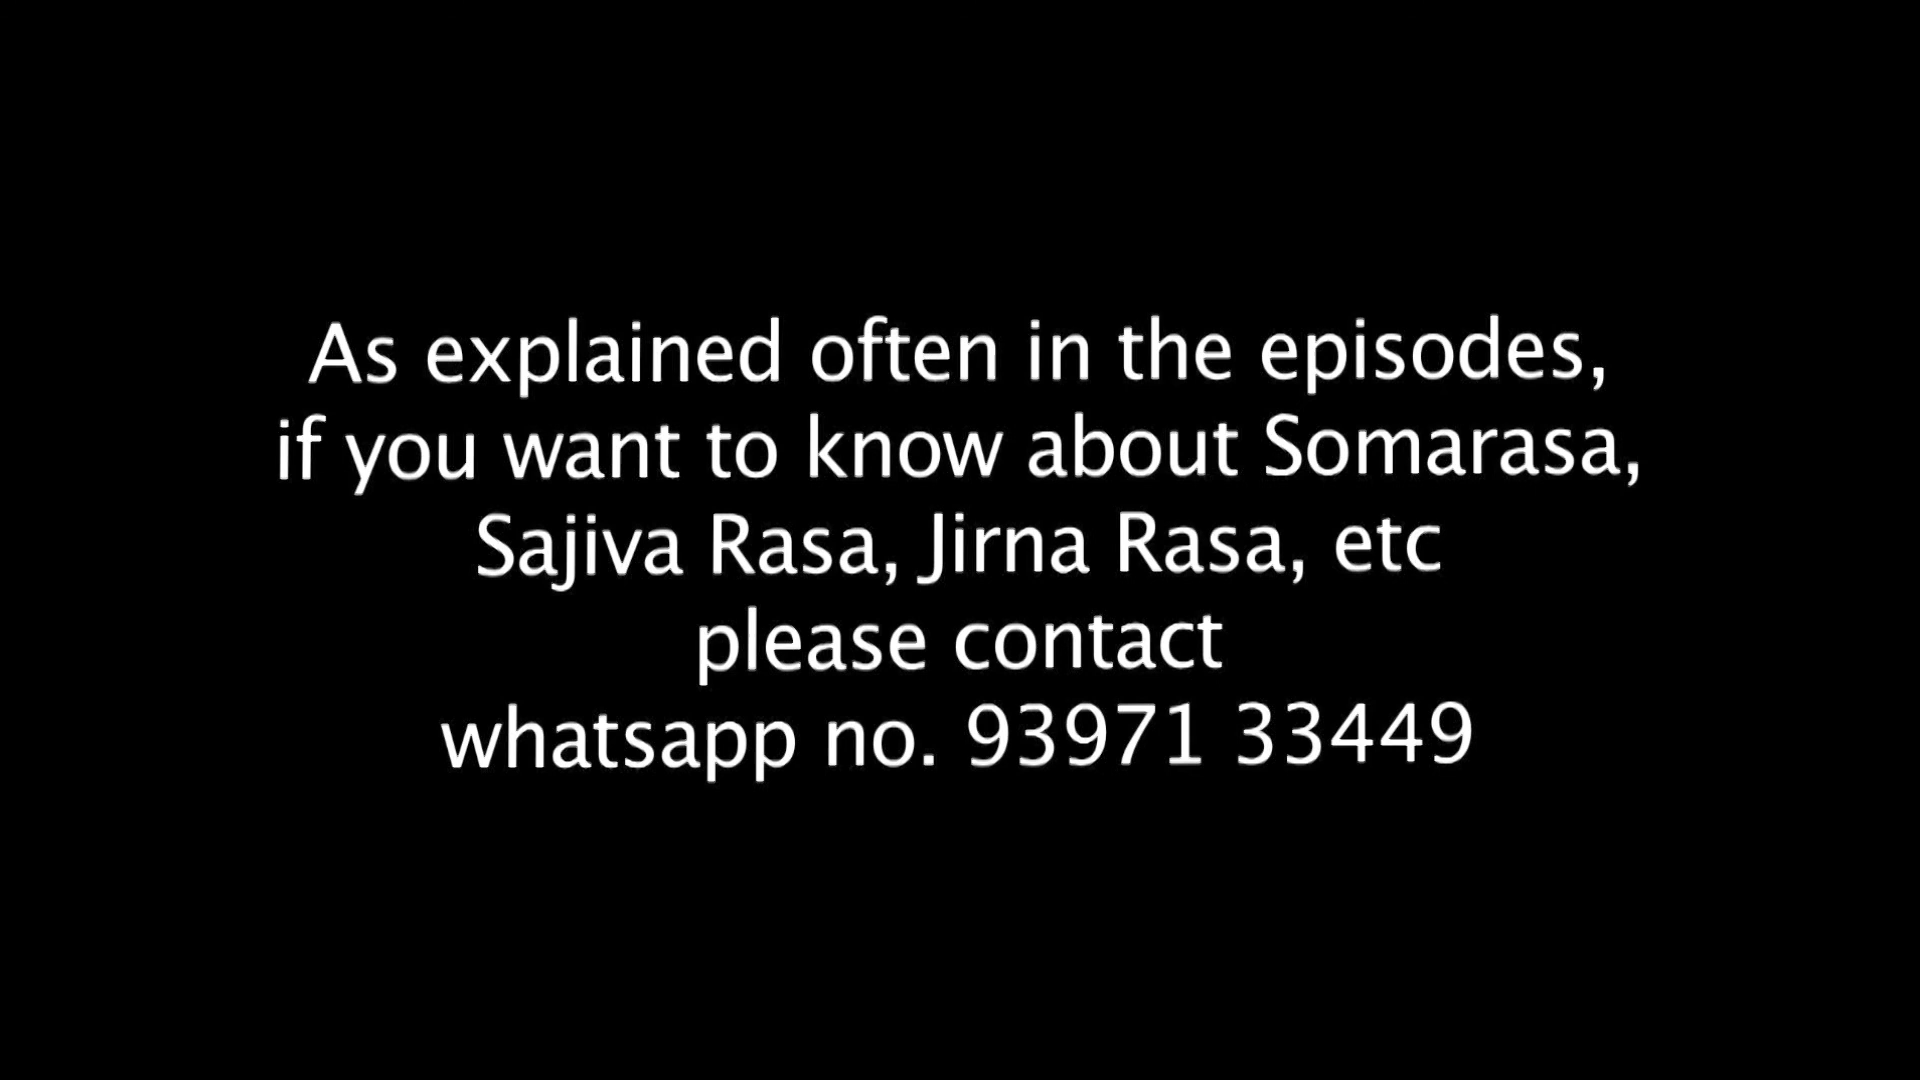 As explained often in the episodes,
if you want to know about Somarasa,
Sajiva Rasa, Jirna Rasa, etc
please contact
whatsapp no. 93971 33449